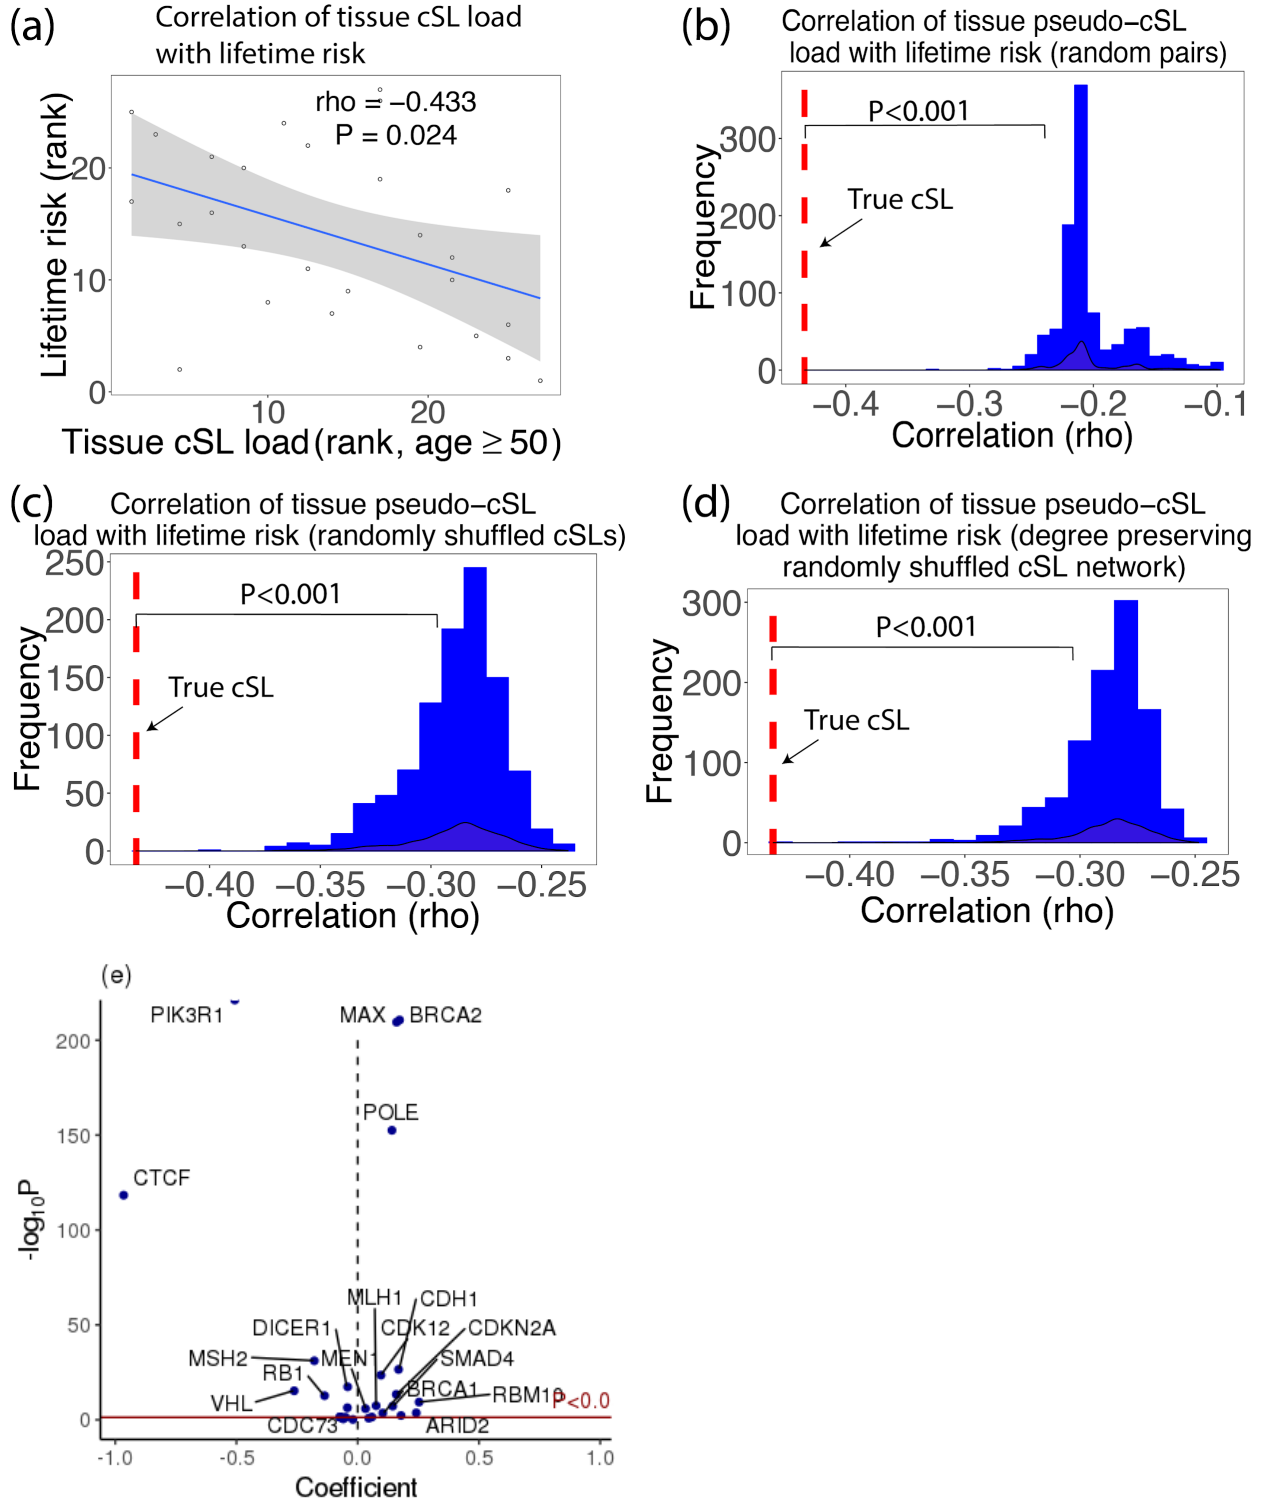 (a)
Correlation of tissue cSL load
with lifetime risk
rho = −0.433
P = 0.024
Lifetime risk (rank)
20
10
0
10
20
Tissue cSL load (rank, age ≥ 50)
(b)
Correlation of tissue pseudo−cSL
load with lifetime risk (random pairs)
P<0.001
True cSL
Frequency
300
200
100
0
−0.4
−0.3
−0.2
−0.1
Correlation (rho)
(c)
Correlation of tissue pseudo−cSL
load with lifetime risk (randomly shuffled cSLs)
P<0.001
True cSL
Frequency
250
200
150
100
50
0
−0.40
−0.35
−0.30
−0.25
Correlation (rho)
(d)
Correlation of tissue pseudo−cSL
load with lifetime risk (degree preserving
randomly shuffled cSL network)
P<0.001
True cSL
Frequency
300
200
100
0
−0.40
−0.35
−0.30
−0.25
Correlation (rho)
(e)
PIK3R1
MAX
BRCA2
POLE
CTCF
MLH1
CDH1
DICER1
CDK12
CDKN2A
MSH2
MEN1
SMAD4
RB1
BRCA1
RBM10
P<0.0
VHL
CDC73
ARID2
-log10P
200
150
100
50
0
-1.0
-0.5
0.0
0.5
1.0
Coefficient